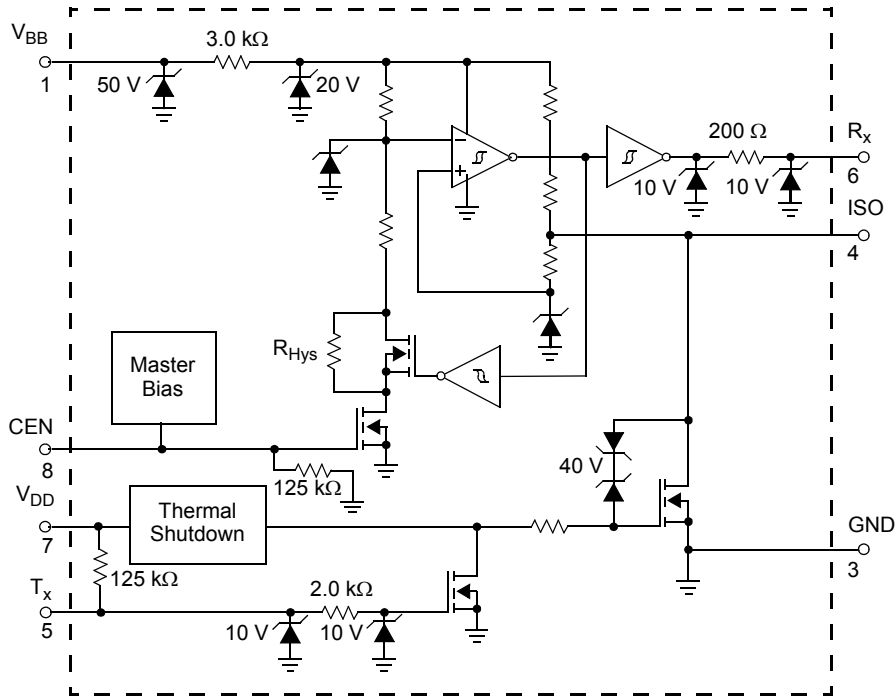 V_BB
3.0 kΩ
1
50 V
20 V
200 Ω
R_x
10 V
10 V
6
ISO
4
−
+
R_Hys
Master
Bias
CEN
8
125 kΩ
40 V
V_DD
Thermal
Shutdown
7
GND
3
125 kΩ
T_x
2.0 kΩ
5
10 V
10 V